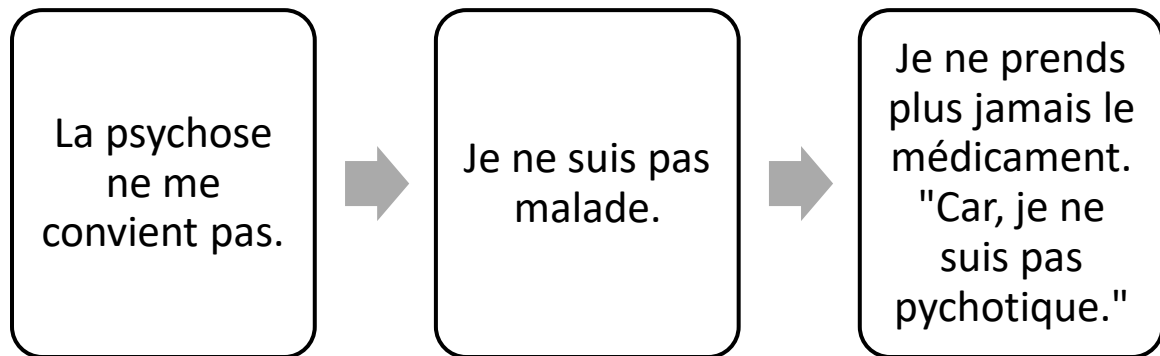 La psychose
ne me
convient pas.
Je ne suis pas
malade.
Je ne prends
plus jamais le
médicament.
"Car, je ne
suis pas
pychotique."